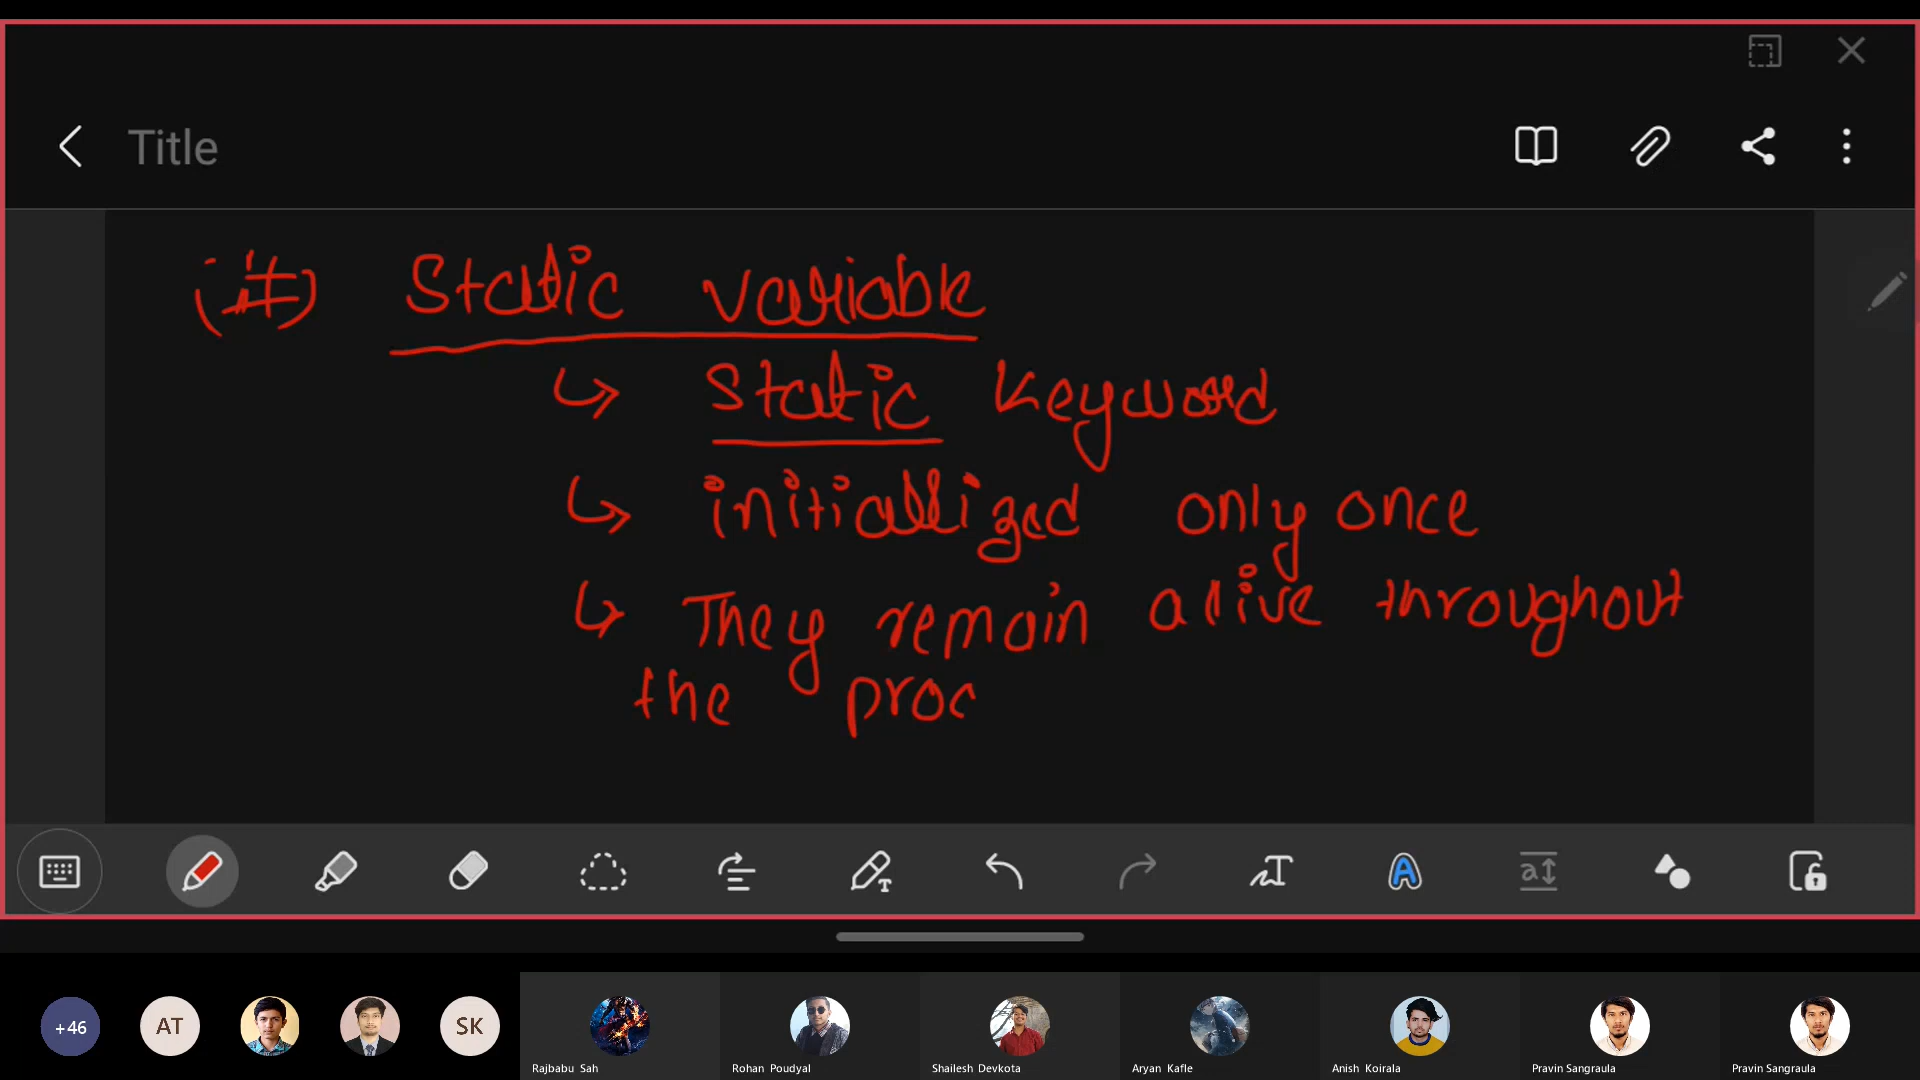 Title
(#) Static variable
↳ Static keyword
↳ initiallized only once
↳ They remain alive throughout
the proc
+46 AT SK
Rajbabu Sah Rohan Poudyal Shailesh Devkota Aryan Kafle Anish Koirala Pravin Sangraula Pravin Sangraula